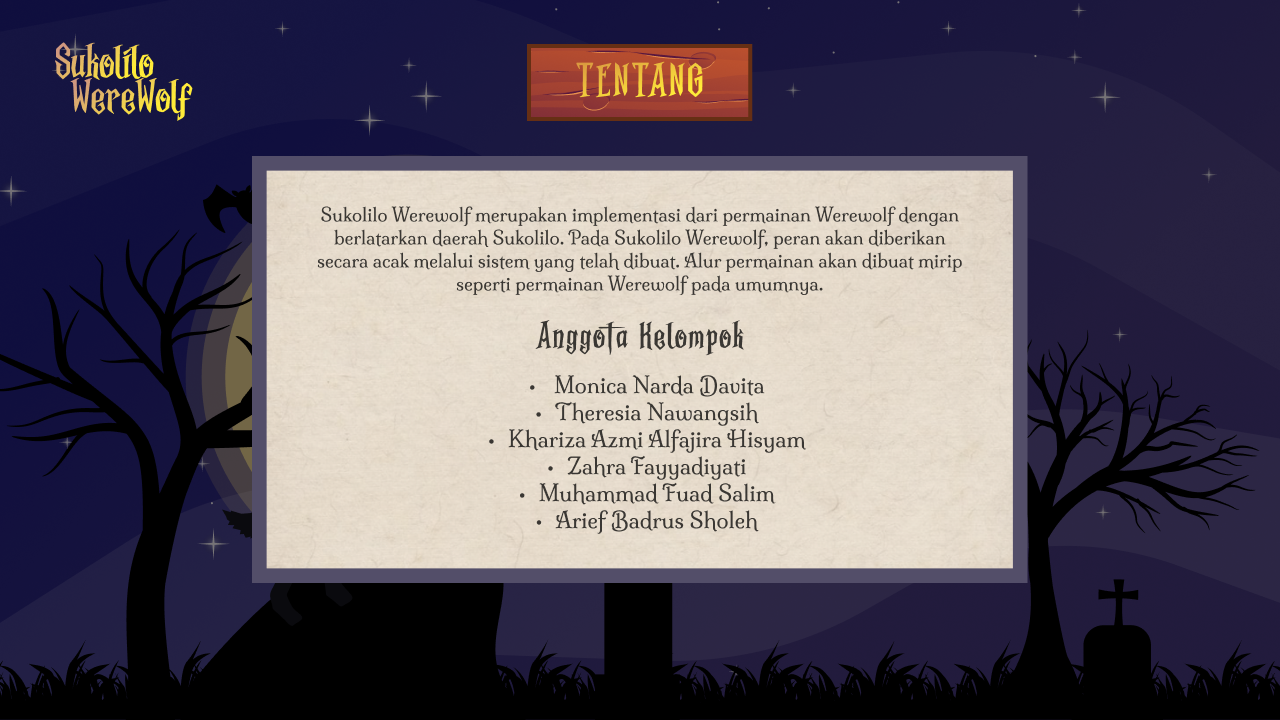 Sukolilo
WereWolf
TENTANG
Sukolilo Werewolf merupakan implementasi dari permainan Werewolf dengan
berlatarkan daerah Sukolilo. Pada Sukolilo Werewolf, peran akan diberikan
secara acak melalui sistem yang telah dibuat. Alur permainan akan dibuat mirip
seperti permainan Werewolf pada umumnya.
Anggota Kelompok
• Monica Narda Davita
• Theresia Nawangsih
• Khariza Azmi Alfajira Hisyam
• Zahra Fayyadiyati
• Muhammad Fuad Salim
• Arief Badrus Sholeh